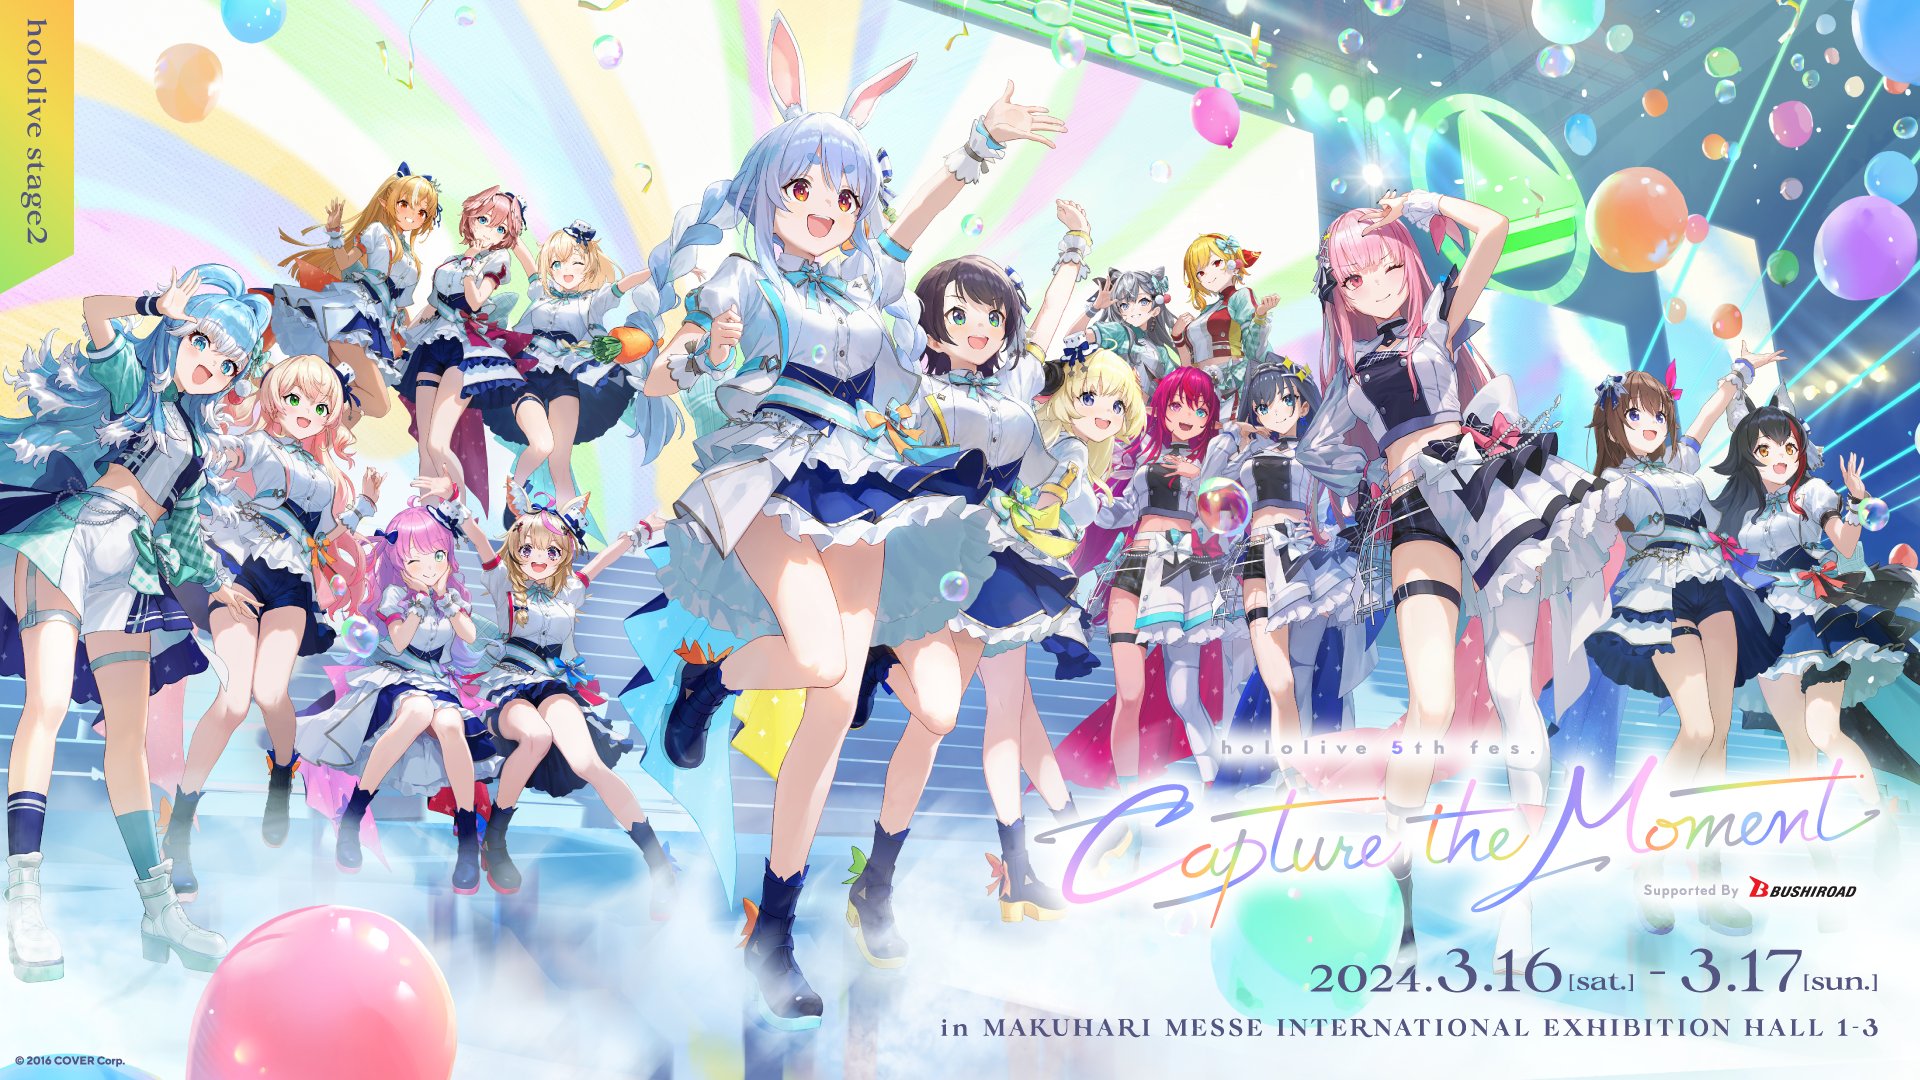 hololive stage2
hololive 5th fes.
Capture the Moment
Supported By BUSHIROAD
2024.3.16[sat.] - 3.17[sun.]
in MAKUHARI MESSE INTERNATIONAL EXHIBITION HALL 1-3
© 2016 COVER Corp.